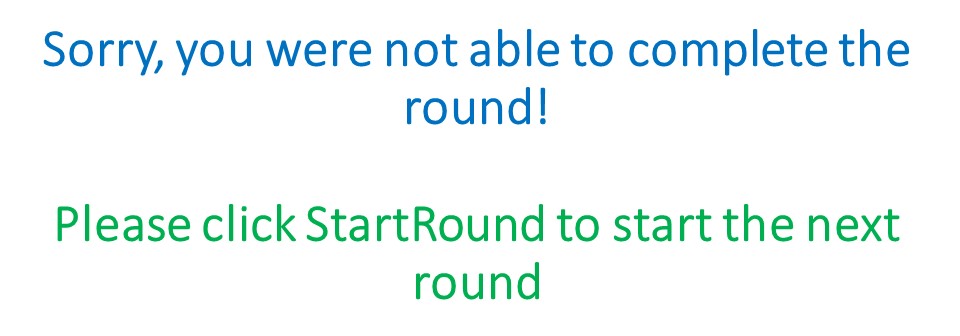 Sorry, you were not able to complete the
round!
Please click StartRound to start the next
round